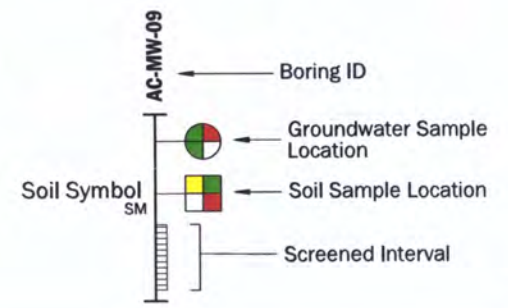 AC-MW-09
Boring ID
Groundwater Sample
Location
Soil Symbol
SM
Soil Sample Location
Screened Interval